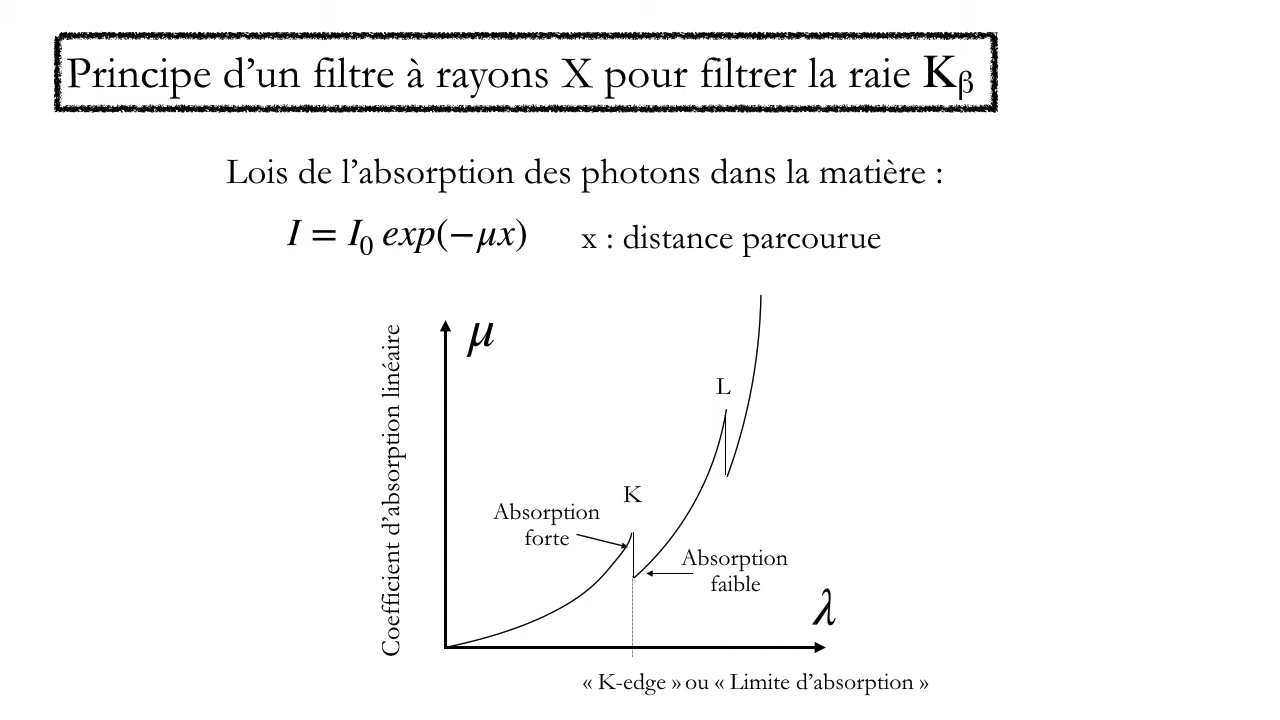 Principe d’un filtre à rayons X pour filtrer la raie Kβ
Lois de l’absorption des photons dans la matière :
I = I₀ exp(−μx)
x : distance parcourue
Coefficient d’absorption linéaire
μ
L
K
Absorption
forte
Absorption
faible
λ
« K-edge » ou « Limite d’absorption »